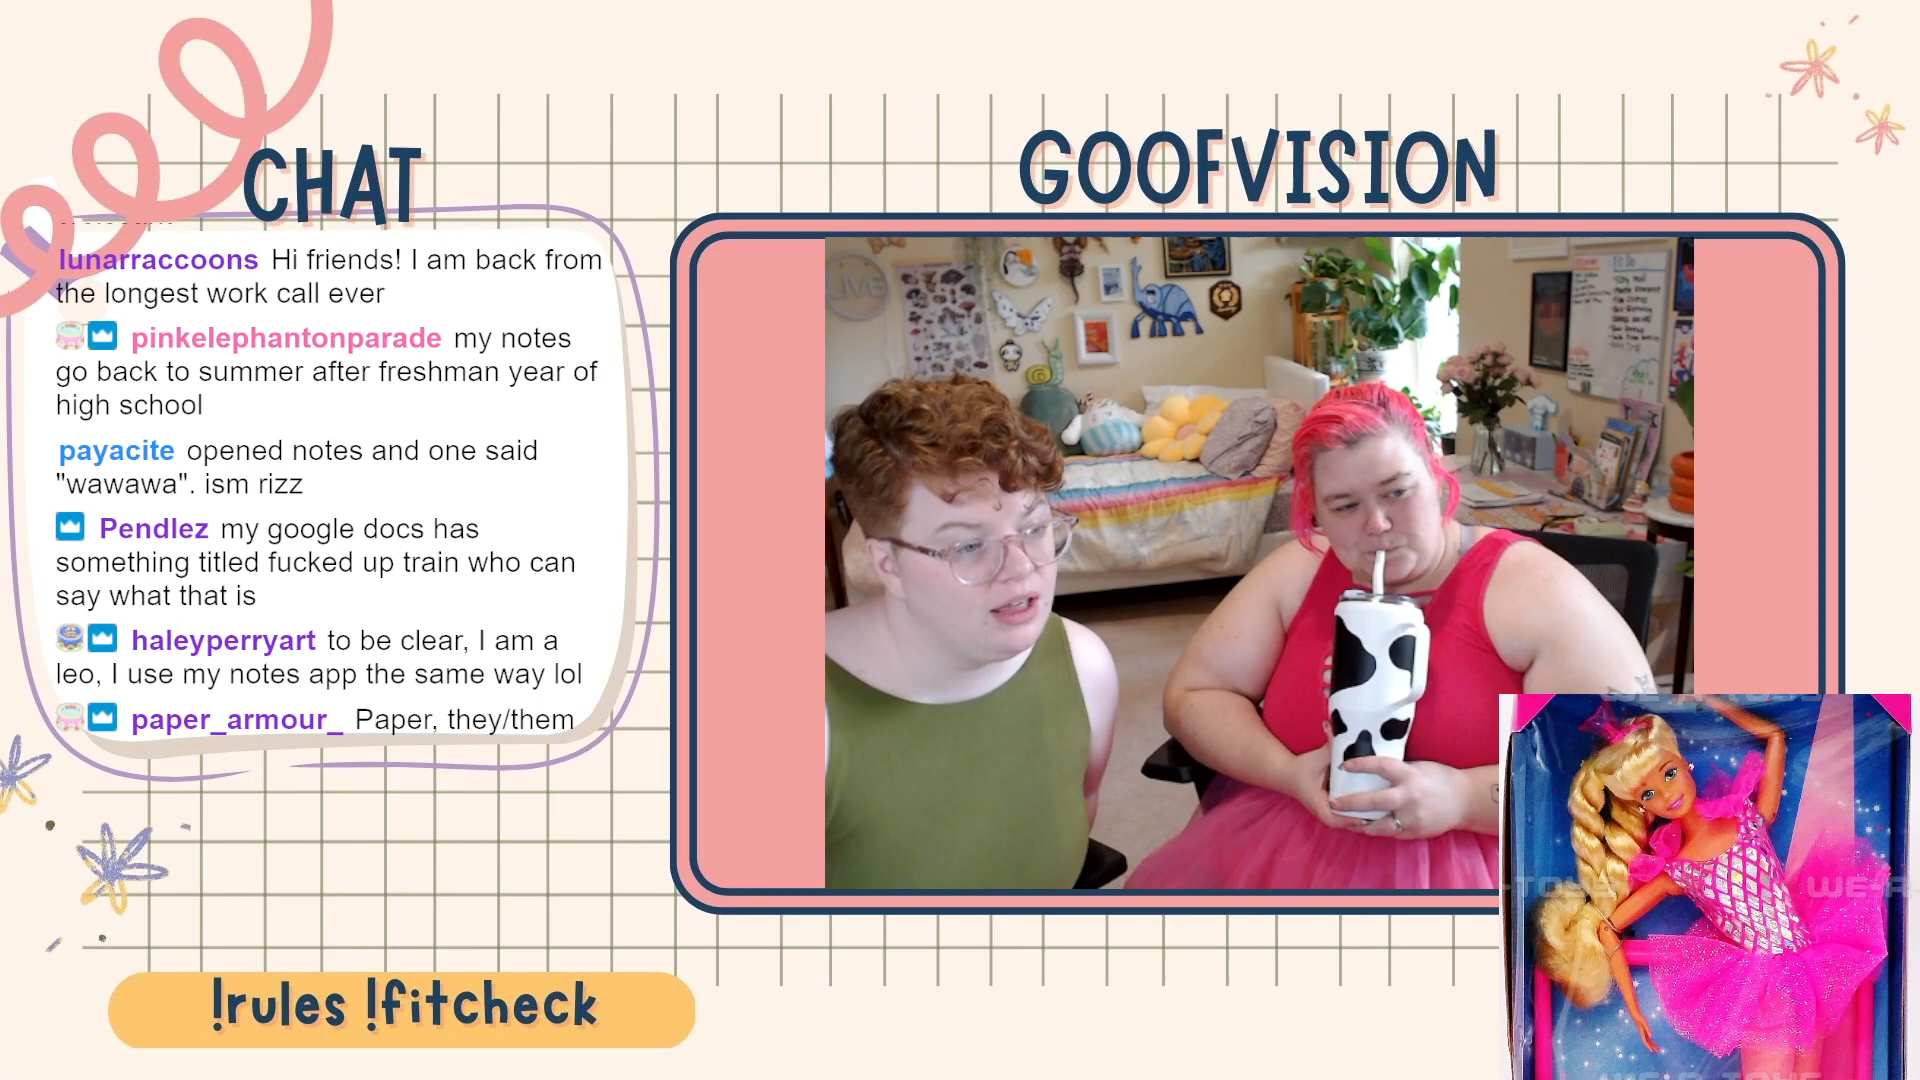 CHAT
GOOFVISION
lunarraccoons Hi friends! I am back from
the longest work call ever
pinkelephantonparade my notes
go back to summer after freshman year of
high school
payacite opened notes and one said
"wawawa". ism rizz
Pendlez my google docs has
something titled fucked up train who can
say what that is
haleyperryart to be clear, I am a
leo, I use my notes app the same way lol
paper_armour_ Paper, they/them
LIVE
To Do
!rules !fitcheck